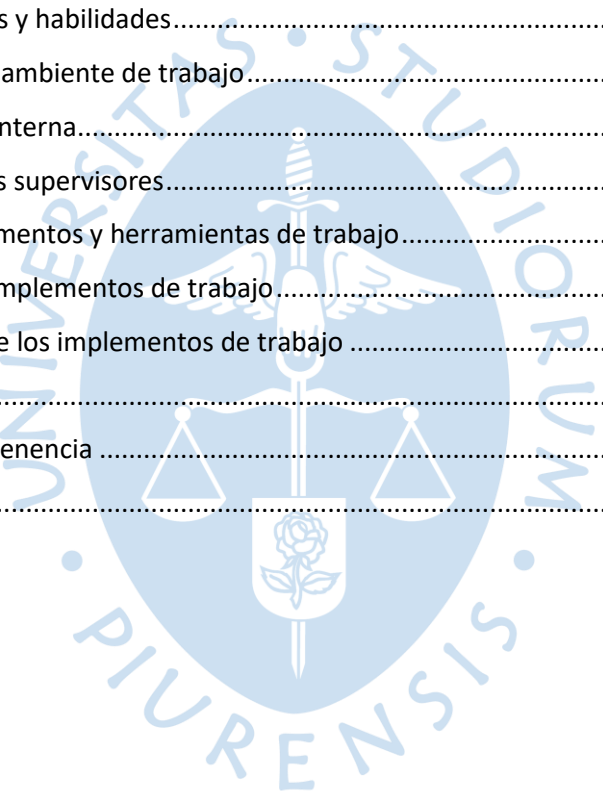 s y habilidades.......................................................................
ambiente de trabajo..........................................................
nterna......................................................................................
s supervisores........................................................................
mentos y herramientas de trabajo...............................
mplementos de trabajo.....................................................
e los implementos de trabajo ........................................
....................................................................................................
enencia ....................................................................................
....................................................................................................
UNIVERSITAS • STUDIORUM • PIURENSIS •